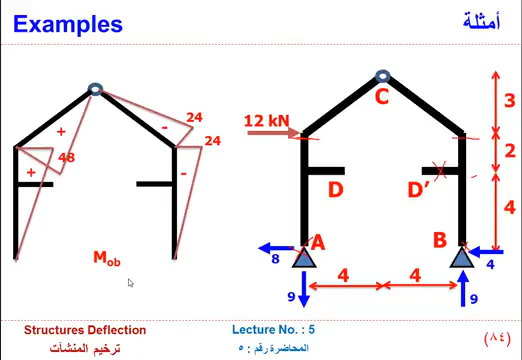 Examples
أمثلة
24
24
+
-
48
+
-
M ob
12 kN
C
3
2
D
D’
4
A
B
8
4
4
4
9
9
Structures Deflection
Lecture No. : 5
ترخيم المنشآت
المحاضرة رقم : ٥
(٨٤)